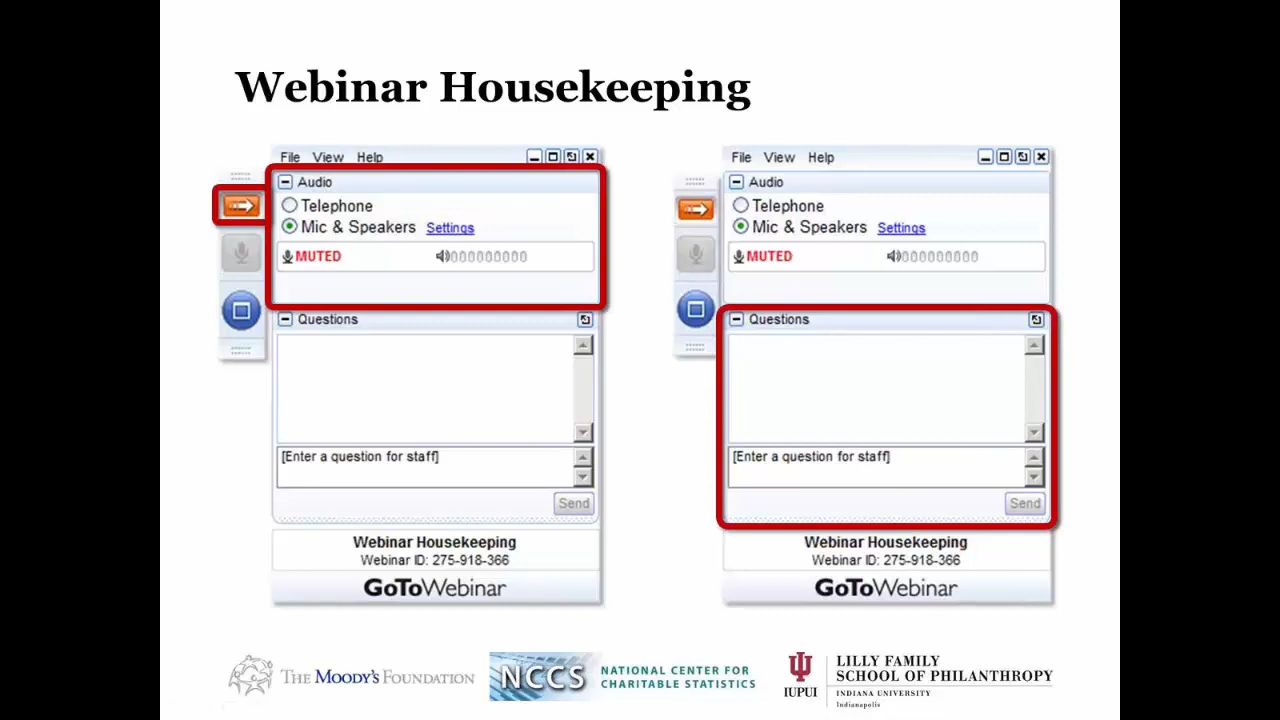 Webinar Housekeeping
File View Help
Audio
Telephone
Mic & Speakers Settings
MUTED
Questions
[Enter a question for staff]
Send
Webinar Housekeeping
Webinar ID: 275-918-366
GoToWebinar
File View Help
Audio
Telephone
Mic & Speakers Settings
MUTED
Questions
[Enter a question for staff]
Send
Webinar Housekeeping
Webinar ID: 275-918-366
GoToWebinar
THE MOODY'S FOUNDATION
NCCS
NATIONAL CENTER FOR
CHARITABLE STATISTICS
IUPUI
LILLY FAMILY
SCHOOL OF PHILANTHROPY
INDIANA UNIVERSITY
Indianapolis